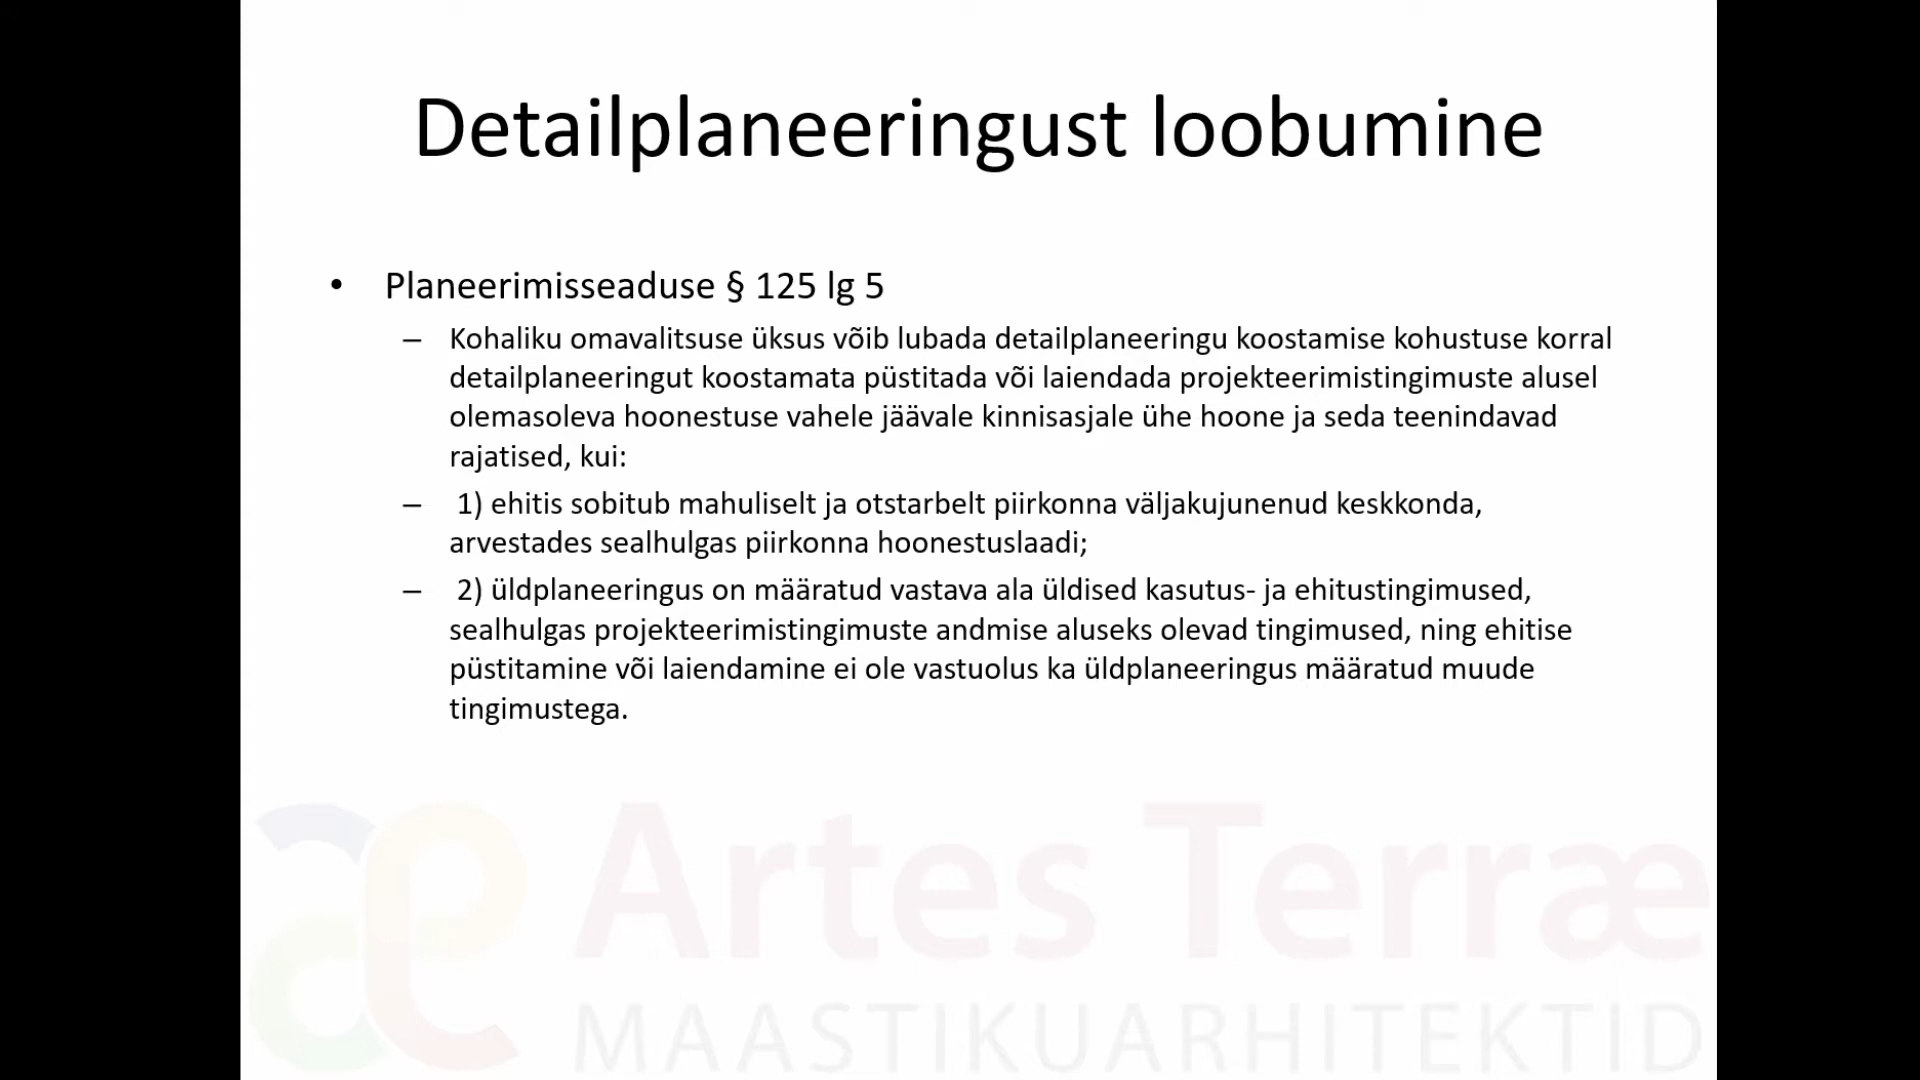 Detailplaneeringust loobumine
• Planeerimisseaduse § 125 lg 5
– Kohaliku omavalitsuse üksus võib lubada detailplaneeringu koostamise kohustuse korral
detailplaneeringut koostamata püstitada või laiendada projekteerimistingimuste alusel
olemasoleva hoonestuse vahele jäävale kinnisasjale ühe hoone ja seda teenindavad
rajatised, kui:
– 1) ehitis sobitub mahuliselt ja otstarbelt piirkonna väljakujunenud keskkonda,
arvestades sealhulgas piirkonna hoonestuslaadi;
– 2) üldplaneeringus on määratud vastava ala üldised kasutus- ja ehitustingimused,
sealhulgas projekteerimistingimuste andmise aluseks olevad tingimused, ning ehitise
püstitamine või laiendamine ei ole vastuolus ka üldplaneeringus määratud muude
tingimustega.
Artes Terræ
MAASTIKUARHITEKTID